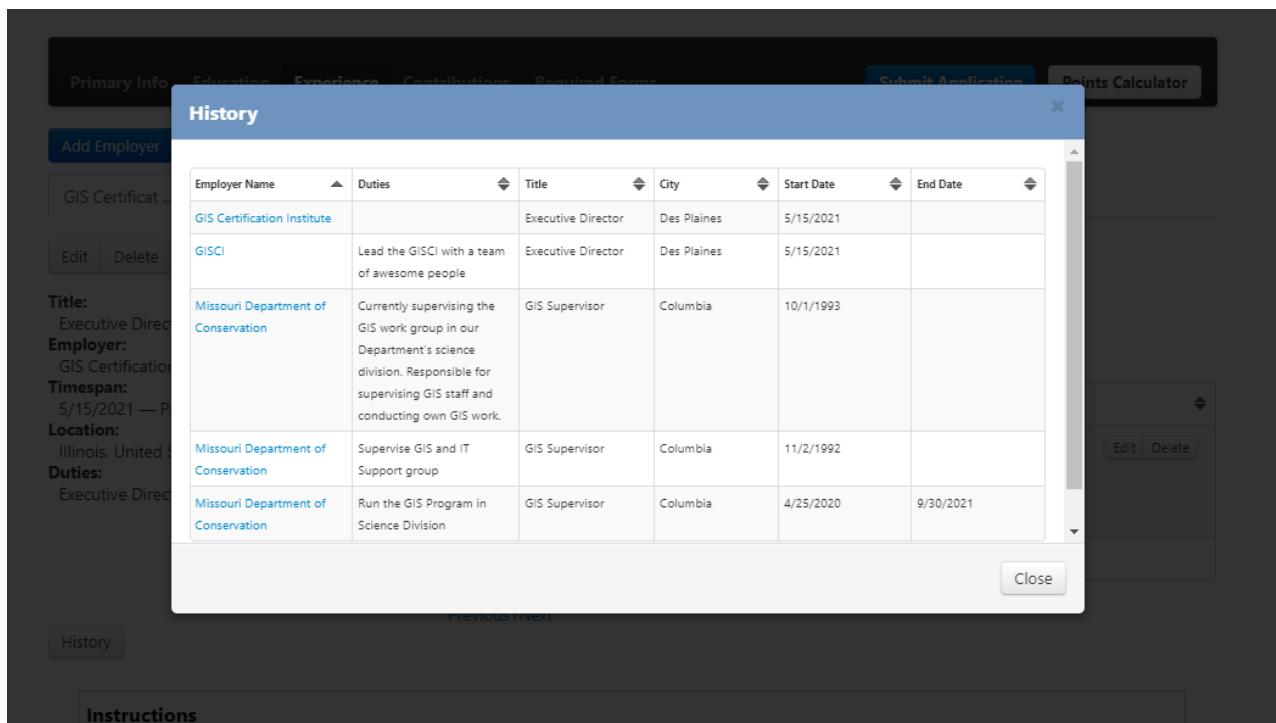 Primary Info Education Experience Contributions Required Forms Submit Application Points Calculator
History
Add Employer
GIS Certificat ...
Edit Delete
Title:
Executive Direc
Employer:
GIS Certification
Timespan:
5/15/2021 — P
Location:
Illinois, United S
Duties:
Executive Direc
Employer Name Duties Title City Start Date End Date
GIS Certification Institute Executive Director Des Plaines 5/15/2021
GISCI Lead the GISCI with a team Executive Director Des Plaines 5/15/2021
of awesome people
Missouri Department of Currently supervising the GIS Supervisor Columbia 10/1/1993
Conservation GIS work group in our
Department's science
division. Responsible for
supervising GIS staff and
conducting own GIS work.
Missouri Department of Supervise GIS and IT GIS Supervisor Columbia 11/2/1992
Conservation Support group
Missouri Department of Run the GIS Program in GIS Supervisor Columbia 4/25/2020 9/30/2021
Conservation Science Division
Edit Delete
Close
Previous Next
History
Instructions